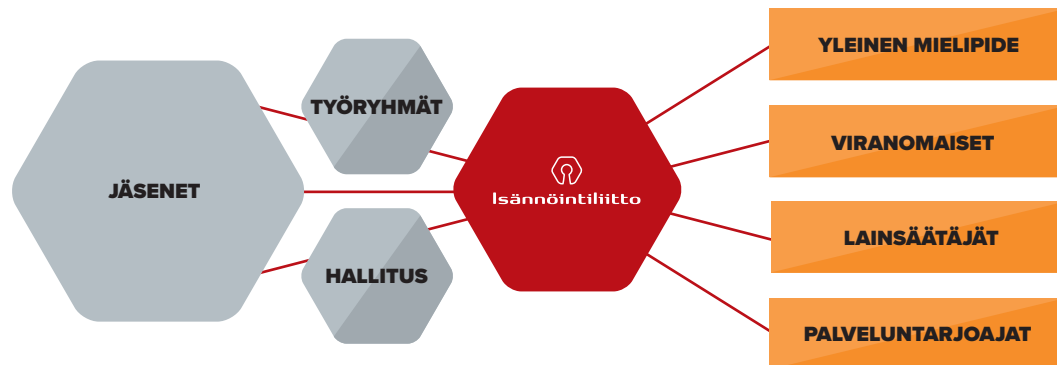 JÄSENET
TYÖRYHMÄT
HALLITUS
Isännöintiliitto
YLEINEN MIELIPIDE
VIRANOMAISET
LAINSÄÄTÄJÄT
PALVELUNTARJOAJAT